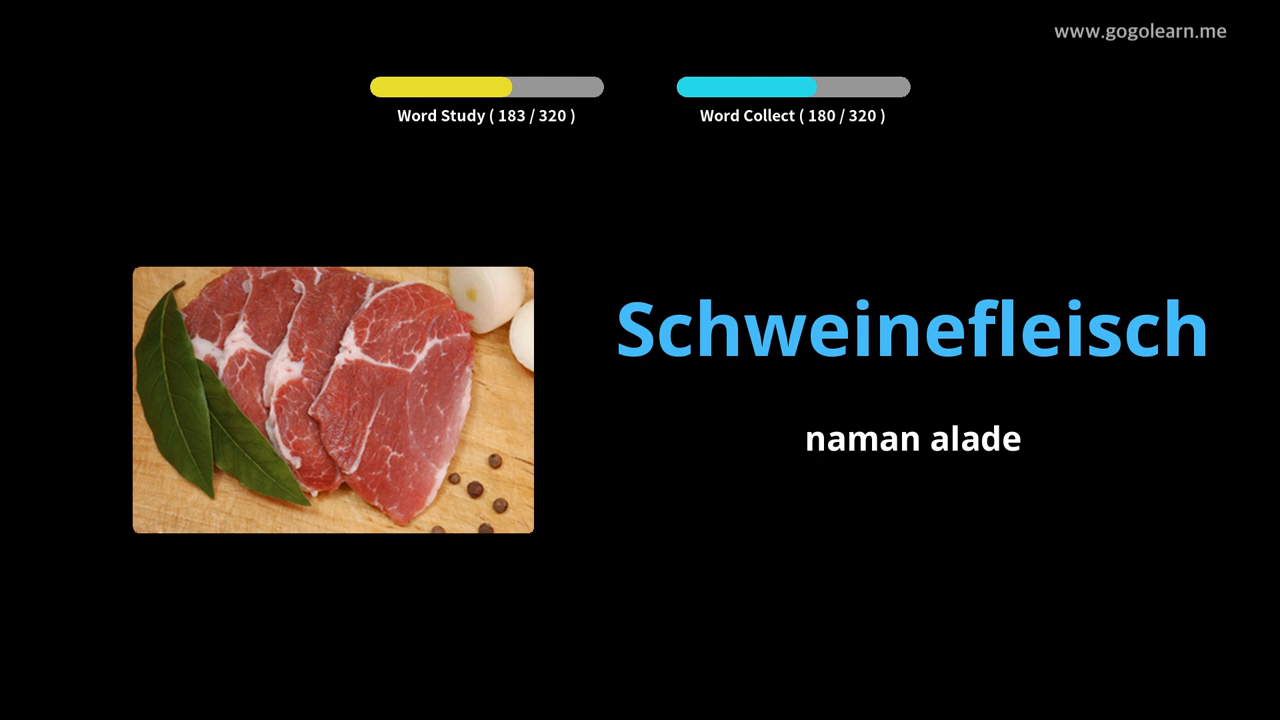 www.gogolearn.me
Word Study ( 183 / 320 )
Word Collect ( 180 / 320 )
Schweinefleisch
naman alade